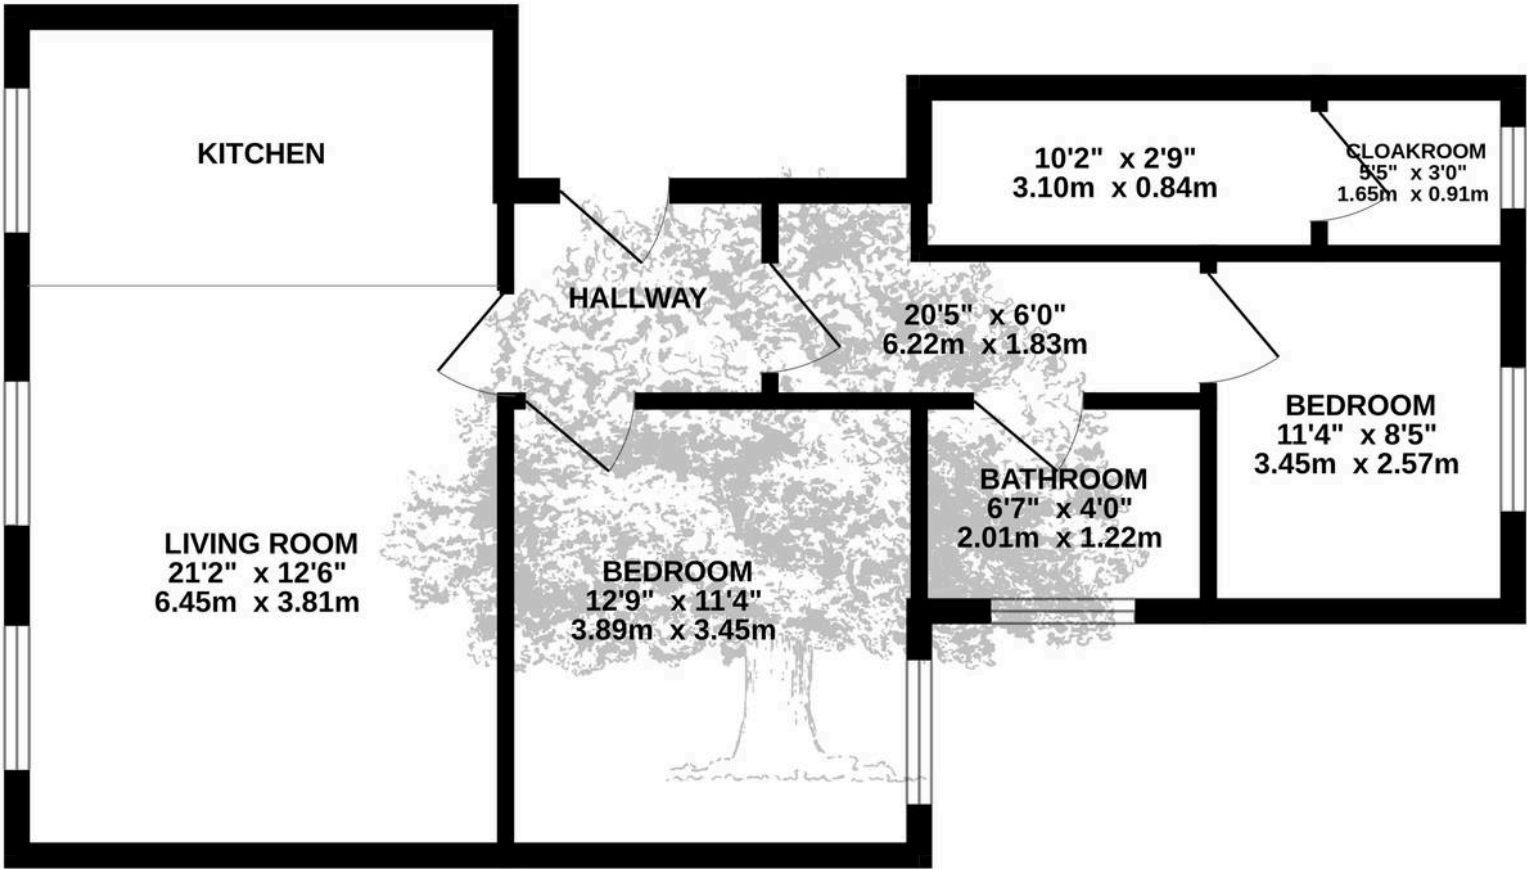 KITCHEN
10'2" x 2'9"
3.10m x 0.84m
CLOAKROOM
5'5" x 3'0"
1.65m x 0.91m
HALLWAY
20'5" x 6'0"
6.22m x 1.83m
BEDROOM
11'4" x 8'5"
3.45m x 2.57m
BATHROOM
6'7" x 4'0"
2.01m x 1.22m
LIVING ROOM
21'2" x 12'6"
6.45m x 3.81m
BEDROOM
12'9" x 11'4"
3.89m x 3.45m